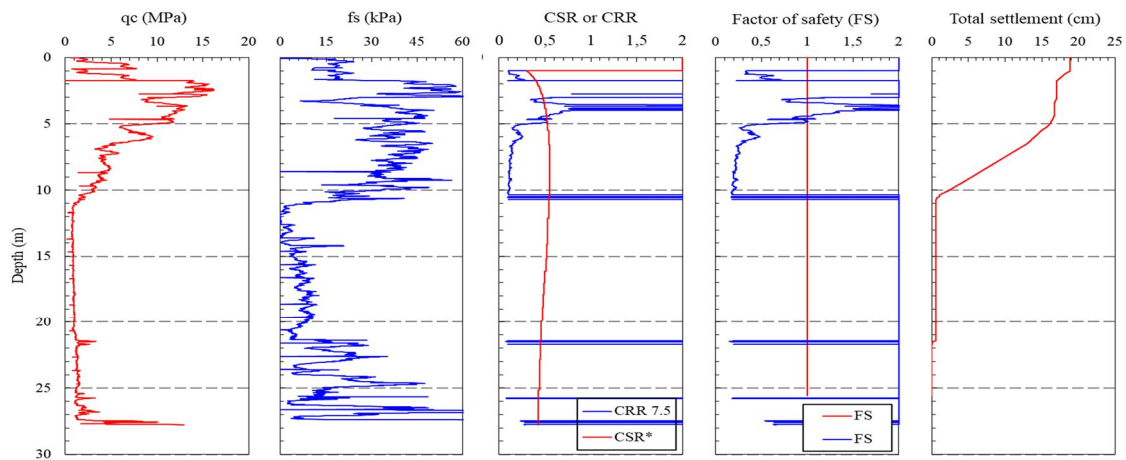 qc (MPa) fs (kPa) CSR or CRR Factor of safety (FS) Total settlement (cm)
0 5 10 15 20 0 15 30 45 60 0 0,5 1 1,5 2 0 0,5 1 1,5 2 0 5 10 15 20 25
0
5
10
Depth (m)
15
20
25
30
CRR 7.5
CSR*
FS
FS